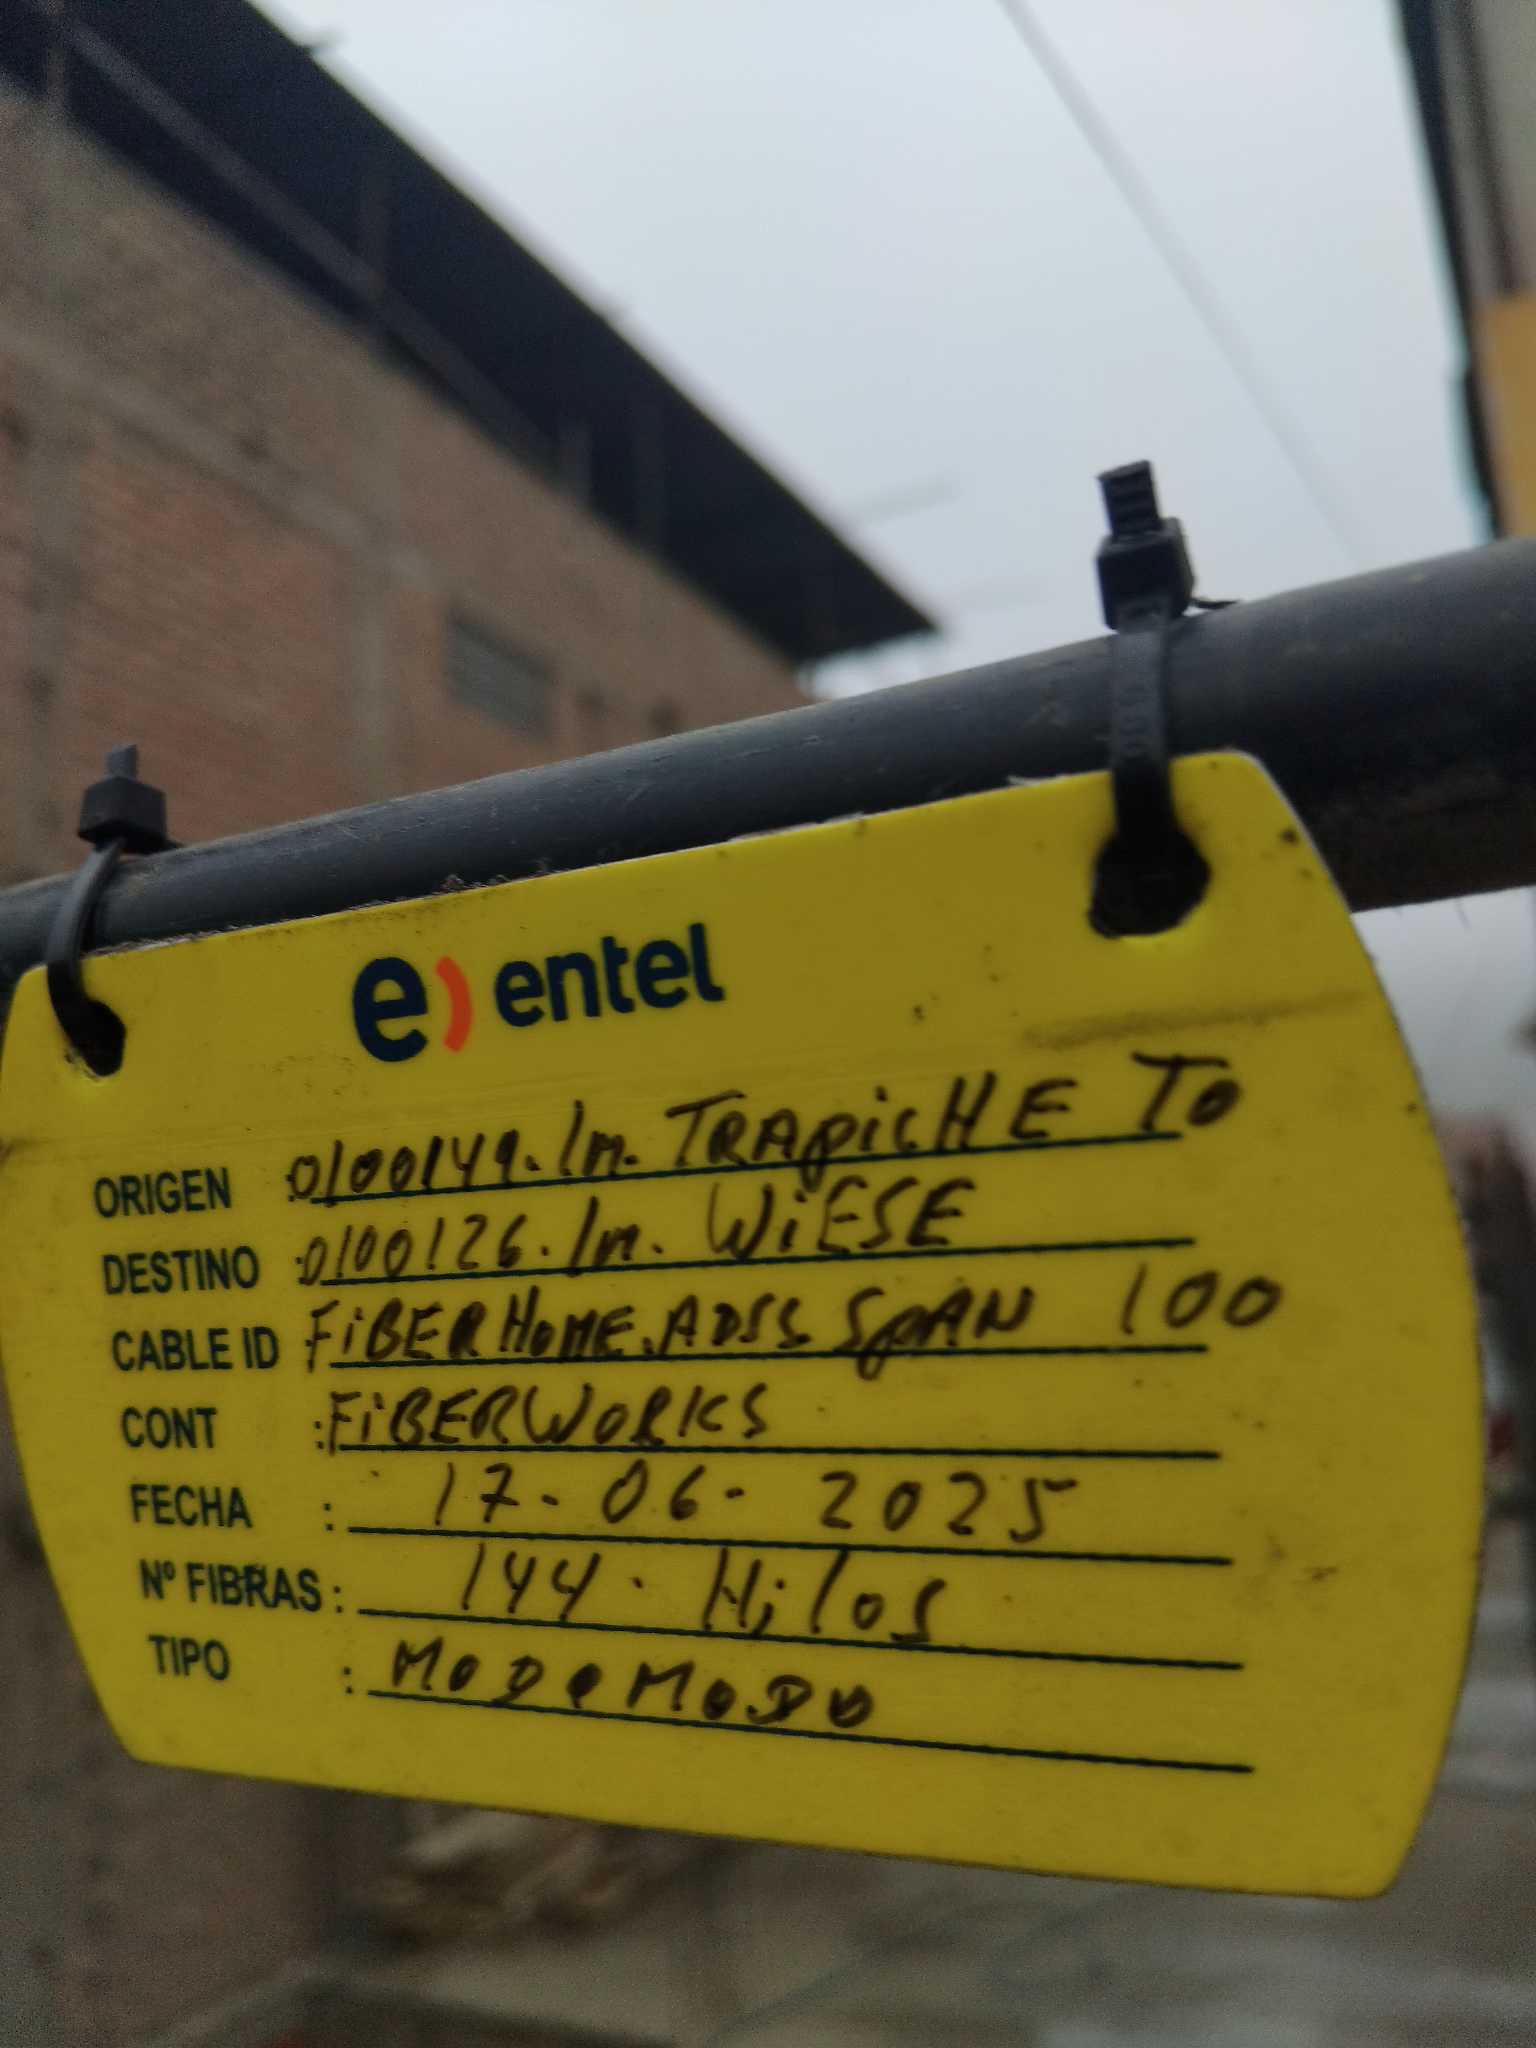 e) entel
ORIGEN : 0100149.lm. TRAPicHE To
DESTINO : 0100126.lm. WiESE
CABLE ID FiBERHOME.ADSS SpAN 100
CONT : FiBERWORKS
FECHA : 17-06-2025
Nº FIBRAS : 144. Hilos
TIPO : MODOMODO